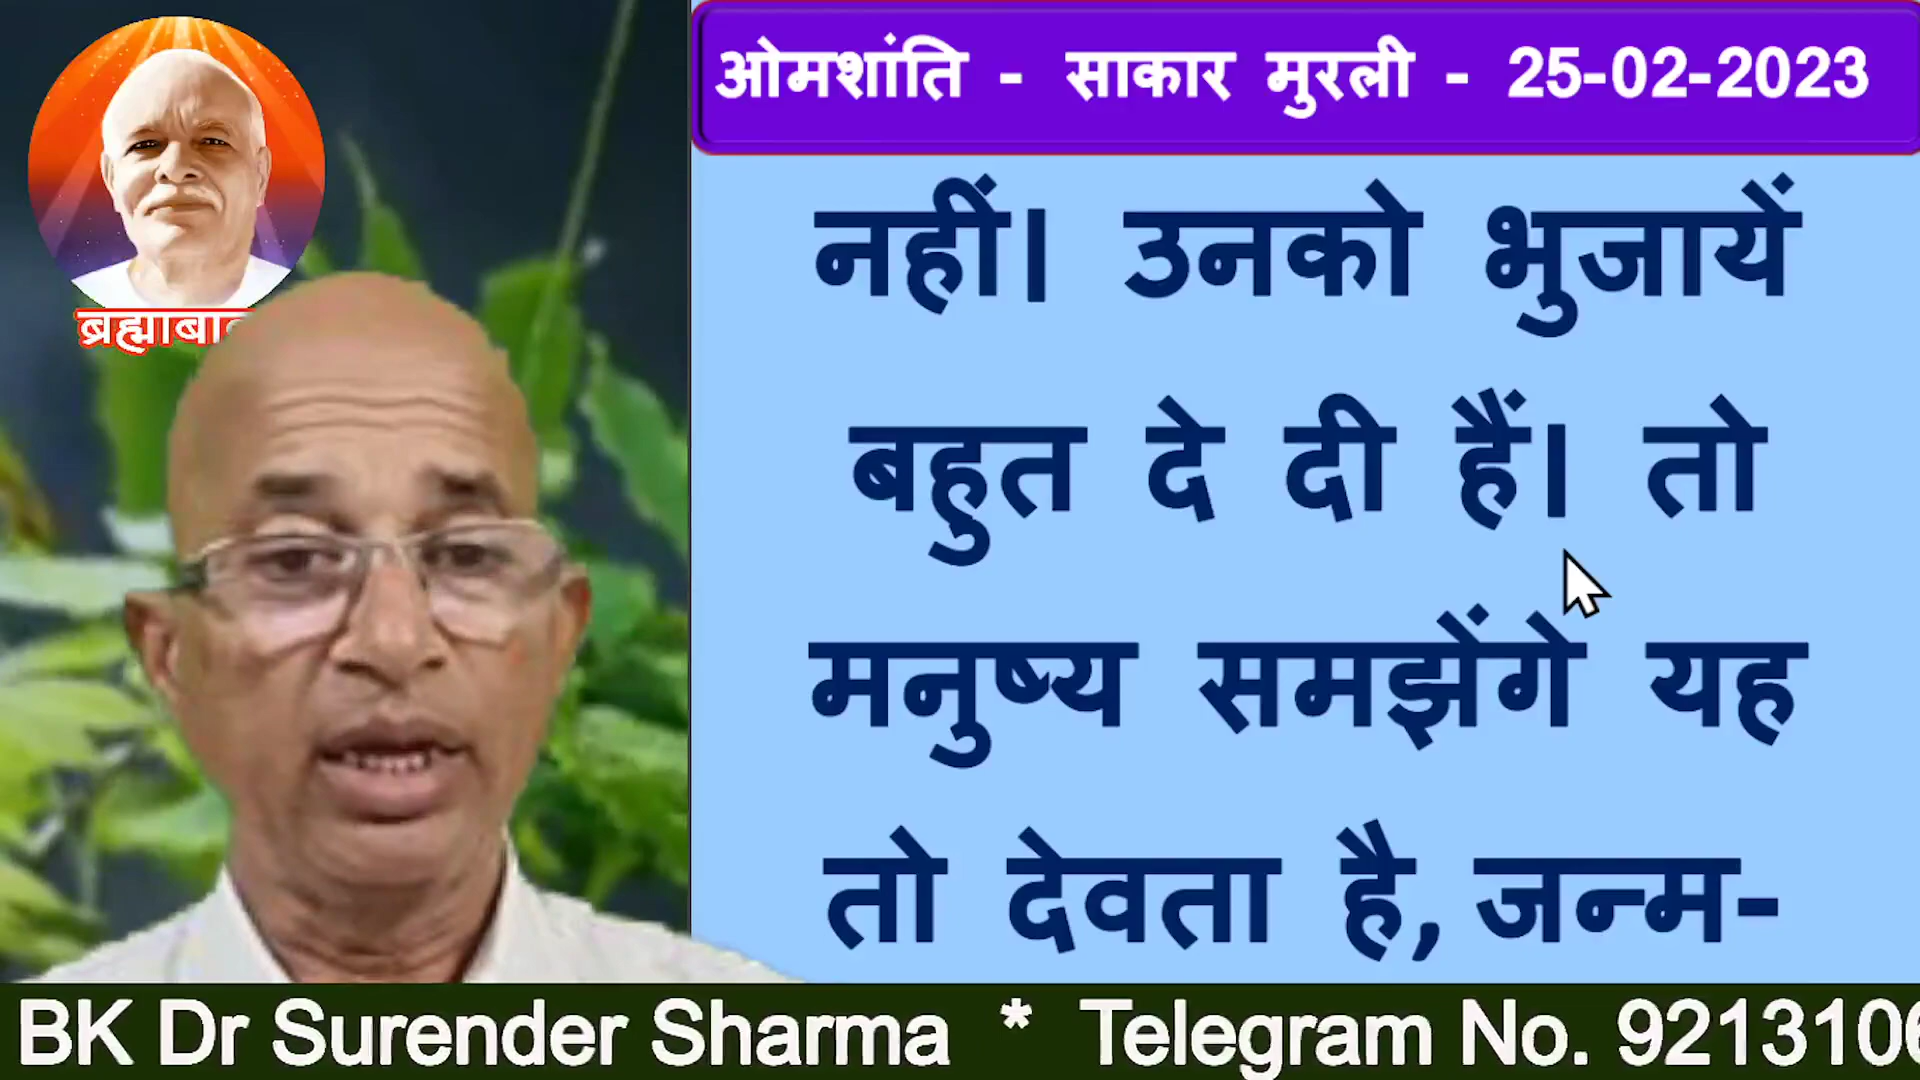 ओमशांति - साकार मुरली - 25-02-2023
नहीं। उनको भुजायें
बहुत दे दी हैं। तो
मनुष्य समझेंगे यह
तो देवता है, जन्म-
BK Dr Surender Sharma * Telegram No. 921310